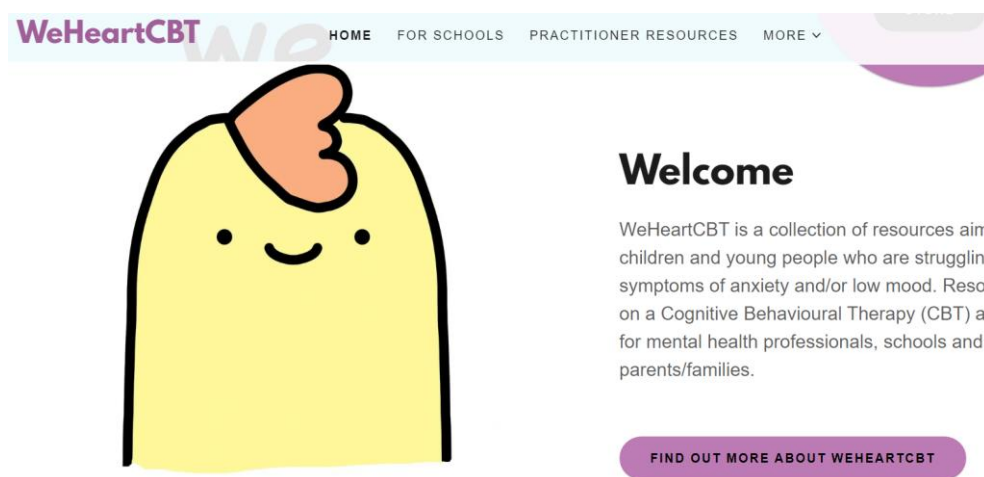 WeHeartCBT
we
HOME FOR SCHOOLS PRACTITIONER RESOURCES MORE
Welcome
WeHeartCBT is a collection of resources
children and young people who are
symptoms of anxiety and/or low mood.
on a Cognitive Behavioural Therapy (CBT)
for mental health professionals, schools and
parents/families.
FIND OUT MORE ABOUT WEHEARTCBT